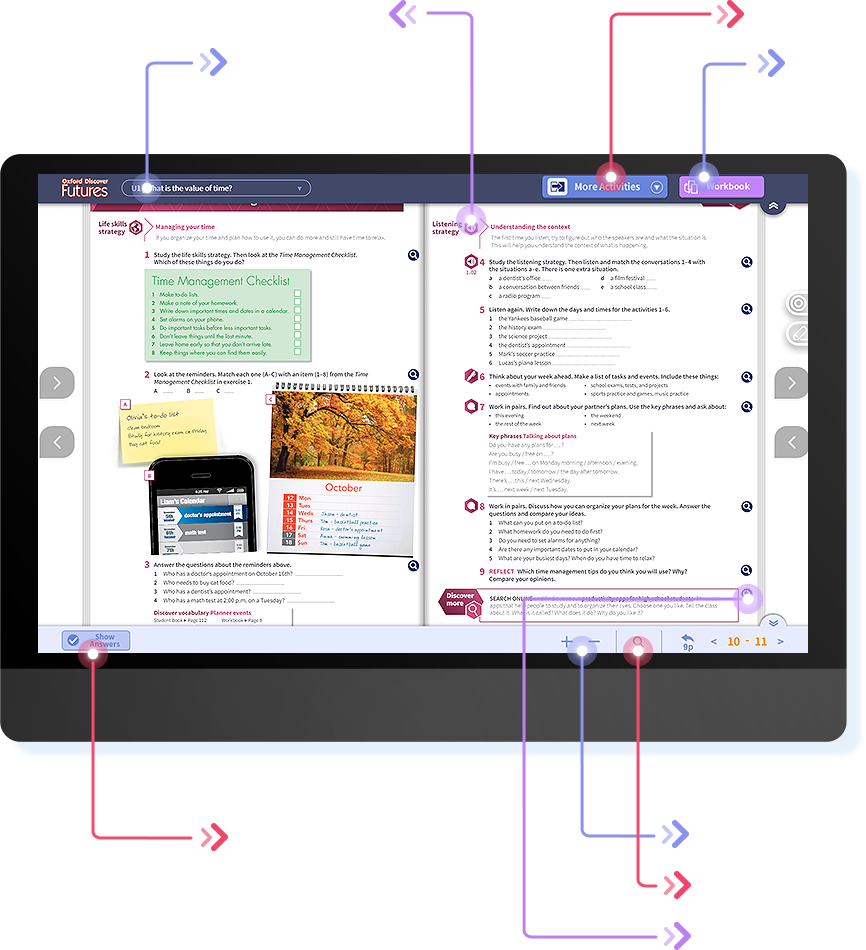 Oxford Discover
Futures
U1 What is the value of time?
More Activities
Workbook
Life skills
strategy
Managing your time
If you organize your time and plan how to use it, you can do more and still have time to relax.
1 Study the life skills strategy. Then look at the Time Management Checklist.
Which of these things do you do?
Time Management Checklist
1 Make to-do lists.
2 Make a note of your homework.
3 Write down important times and dates in a calendar.
4 Set alarms on your phone.
5 Do important tasks before less important tasks.
6 Don't leave things until the last minute.
7 Leave home early so that you don't arrive late.
8 Keep things where you can find them easily.
2 Look at the reminders. Match each one (A–C) with an item (1–8) from the Time
Management Checklist in exercise 1.
A ___ B ___ C ___
A
Olivia's to-do list
clean bedroom
Study for history exam on Friday
Buy cat food
B
Liam's Calendar
5th
doctor's appointment
6th
math test
7th
C
October
12 Mon
13 Tues
14 Weds Jason - dentist
15 Thurs Tom - basketball practice
16 Fri Rosa - doctor's appointment
17 Sat Anna - swimming lesson
18 Sun Tom - basketball game
3 Answer the questions about the reminders above.
1 Who has a doctor's appointment on October 16th?
2 Who needs to buy cat food?
3 Who has a dentist's appointment?
4 Who has a math test at 2:00 p.m. on a Tuesday?
Discover vocabulary Planner events
Student Book ▸ Page 112 Workbook ▸ Page 8
Listening
strategy
Understanding the context
The first time you listen, try to figure out who the speakers are and what the situation is.
This will help you understand the context of what is happening.
1.02
4 Study the listening strategy. Then listen and match the conversations 1–4 with
the situations a–e. There is one extra situation.
a a dentist's office ___ d a film festival ___
b a conversation between friends ___ e a school class ___
c a radio program ___
5 Listen again. Write down the days and times for the activities 1–6.
1 the Yankees baseball game
2 the history exam
3 the science project
4 the dentist's appointment
5 Mark's soccer practice
6 Lucas's piano lesson
6 Think about your week ahead. Make a list of tasks and events. Include these things:
• events with family and friends • school exams, tests, and projects
• appointments • sports practice and games, music practice
7 Work in pairs. Find out about your partner's plans. Use the key phrases and ask about:
• this evening • the weekend
• the rest of the week • next week
Key phrases Talking about plans
Do you have any plans for … ?
Are you busy / free on … ?
I'm busy / free … on Monday morning / afternoon / evening.
I have … today / tomorrow / the day after tomorrow.
There's … this / next Wednesday.
It's … next week / next Tuesday.
8 Work in pairs. Discuss how you can organize your plans for the week. Answer the
questions and compare your ideas.
1 What can you put on a to-do list?
2 What homework do you need to do first?
3 Do you need to set alarms for anything?
4 Are there any important dates to put in your calendar?
5 What are your busiest days? When do you have time to relax?
9 REFLECT Which time management tips do you think you will use? Why?
Compare your opinions.
Discover
more
SEARCH ONLINE productivity apps for high school students.
apps that help people to study and to organize their lives. Choose one you like. Tell the class
about What is it called? What does it do? Why do you like it?
Show
Answers
+ −
9p
< 10 - 11 >